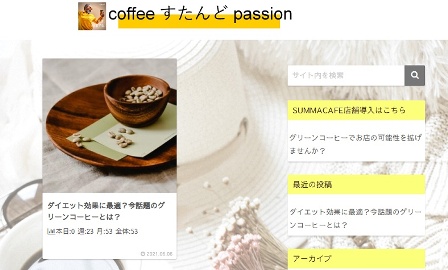 coffee すたんど passion
サイト内を検索
SUMMACAFE店舗導入はこちら
グリーンコーヒーでお店の可能性を拡げ
ませんか？
最近の投稿
ダイエット効果に最適？今話題のグリー
ンコーヒーとは？
アーカイブ
ダイエット効果に最適？今話題のグ
リーンコーヒーとは？
本日:0 週:23 月:53 全体:53
2021.05.06